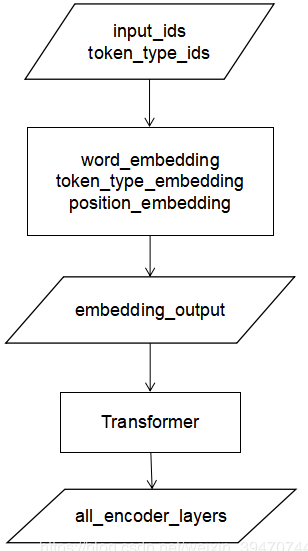 input_ids
token_type_ids
word_embedding
token_type_embedding
position_embedding
embedding_output
Transformer
all_encoder_layers